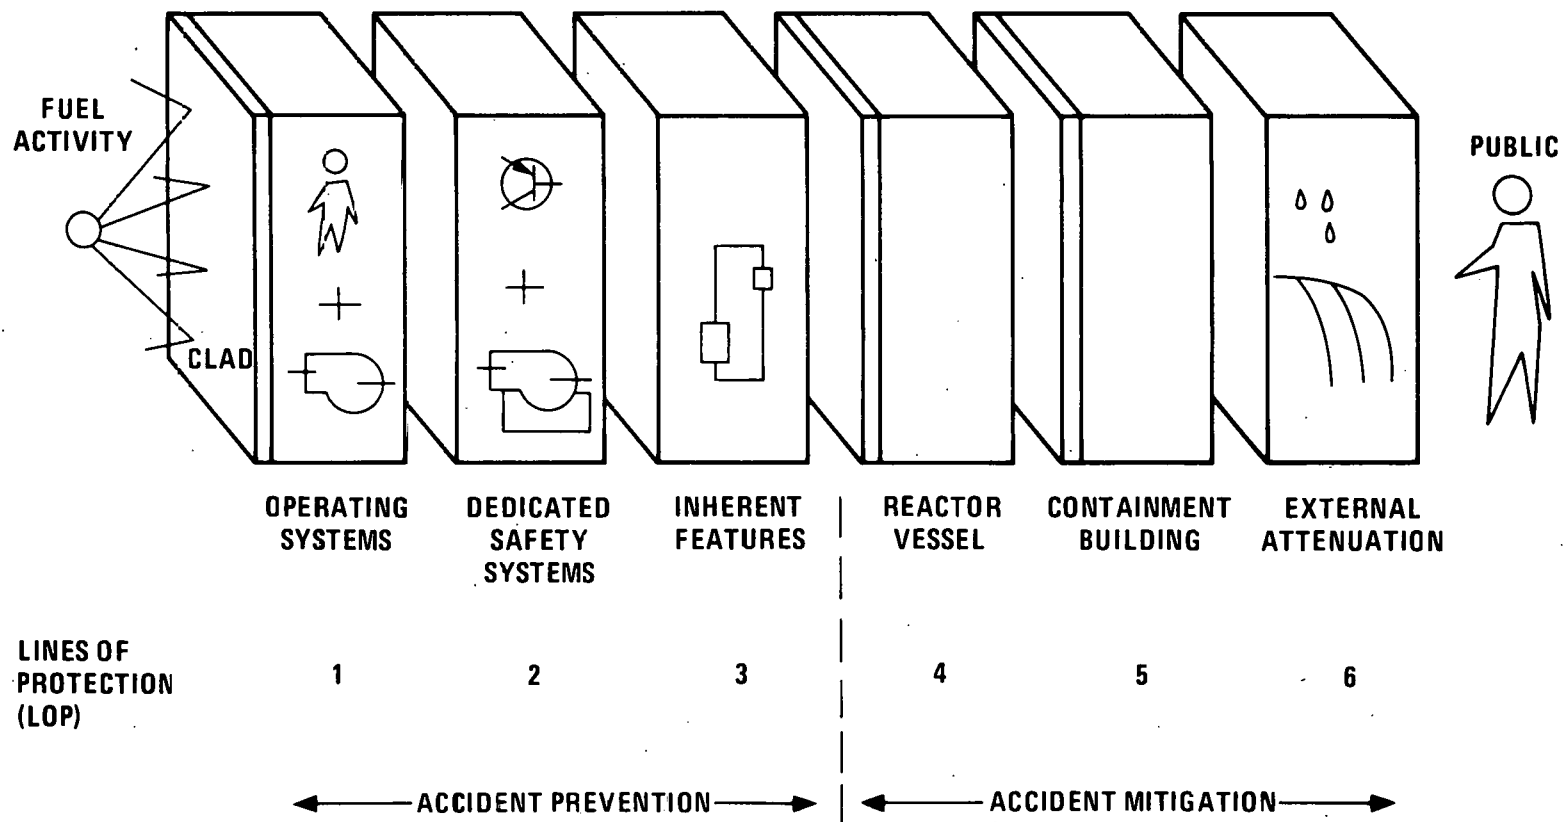 FUEL
ACTIVITY
CLAD
PUBLIC
OPERATING
SYSTEMS
DEDICATED
SAFETY
SYSTEMS
INHERENT
FEATURES
REACTOR
VESSEL
CONTAINMENT
BUILDING
EXTERNAL
ATTENUATION
LINES OF
PROTECTION
(LOP)
1 2 3 4 5 6
ACCIDENT PREVENTION
ACCIDENT MITIGATION